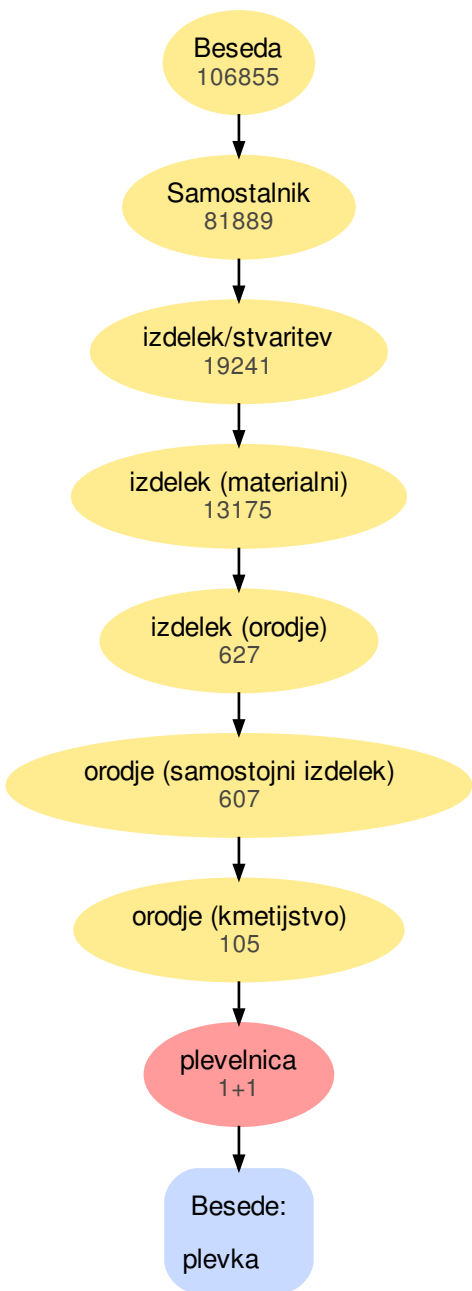 Beseda
106855
Samostalnik
81889
izdelek/stvaritev
19241
izdelek (materialni)
13175
izdelek (orodje)
627
orodje (samostojni izdelek)
607
orodje (kmetijstvo)
105
plevelnica
1+1
Besede:
plevka